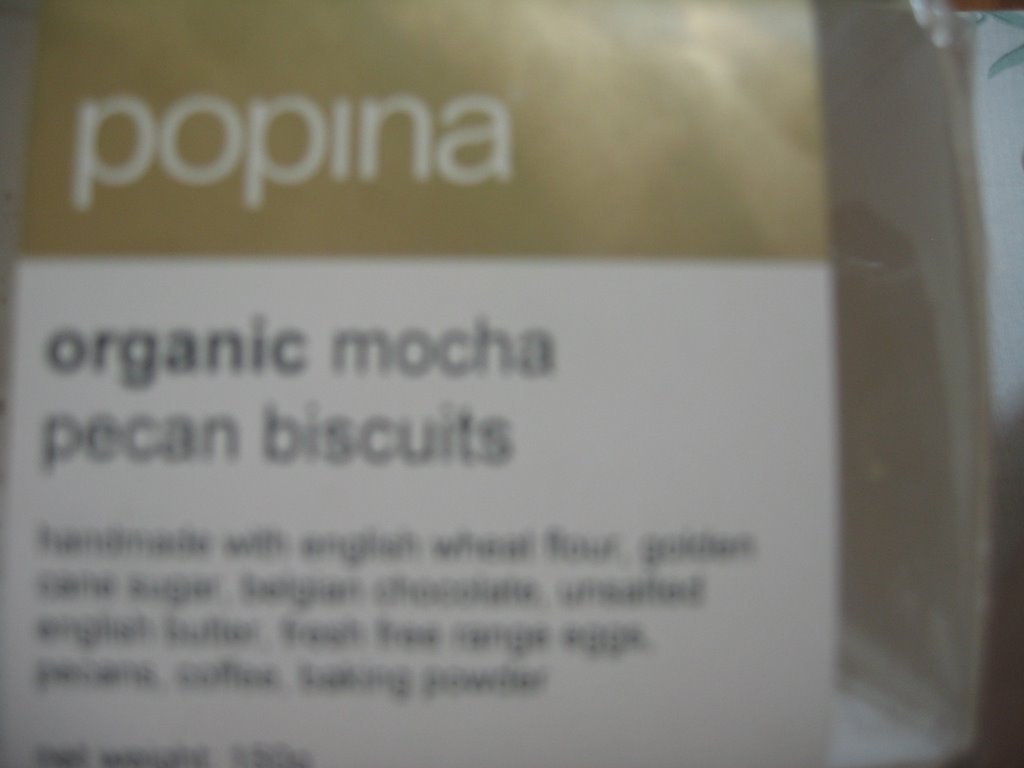 popina
organic mocha
pecan biscuits
handmade with english wheat flour, golden
cane sugar, belgian chocolate, unsalted
english butter, fresh free range eggs,
pecans, coffee, baking powder
net weight: 150g